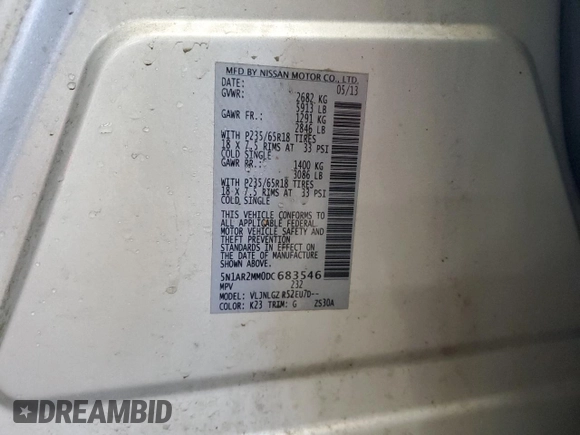 MFD BY NISSAN MOTOR CO., LTD.
DATE: 05/13
GVWR: 2682 KG
5913 LB
GAWR FR.: 1291 KG
2846 LB
WITH P235/65R18 TIRES
18 X 7.5 RIMS AT 33 PSI
COLD SINGLE
GAWR RR.: 1400 KG
3086 LB
WITH P235/65R18 TIRES
18 X 7.5 RIMS AT 33 PSI
COLD SINGLE
THIS VEHICLE CONFORMS TO
ALL APPLICABLE FEDERAL
MOTOR VEHICLE SAFETY AND
THEFT PREVENTION
STANDARDS IN EFFECT ON
THE DATE OF MANUFACTURE
SHOWN ABOVE.
5N1AR2MM0DC683546
MPV 232
MODEL: VLJNLGZ R52EU7D--
COLOR: K23 TRIM: G ZS30A
DREAMBID